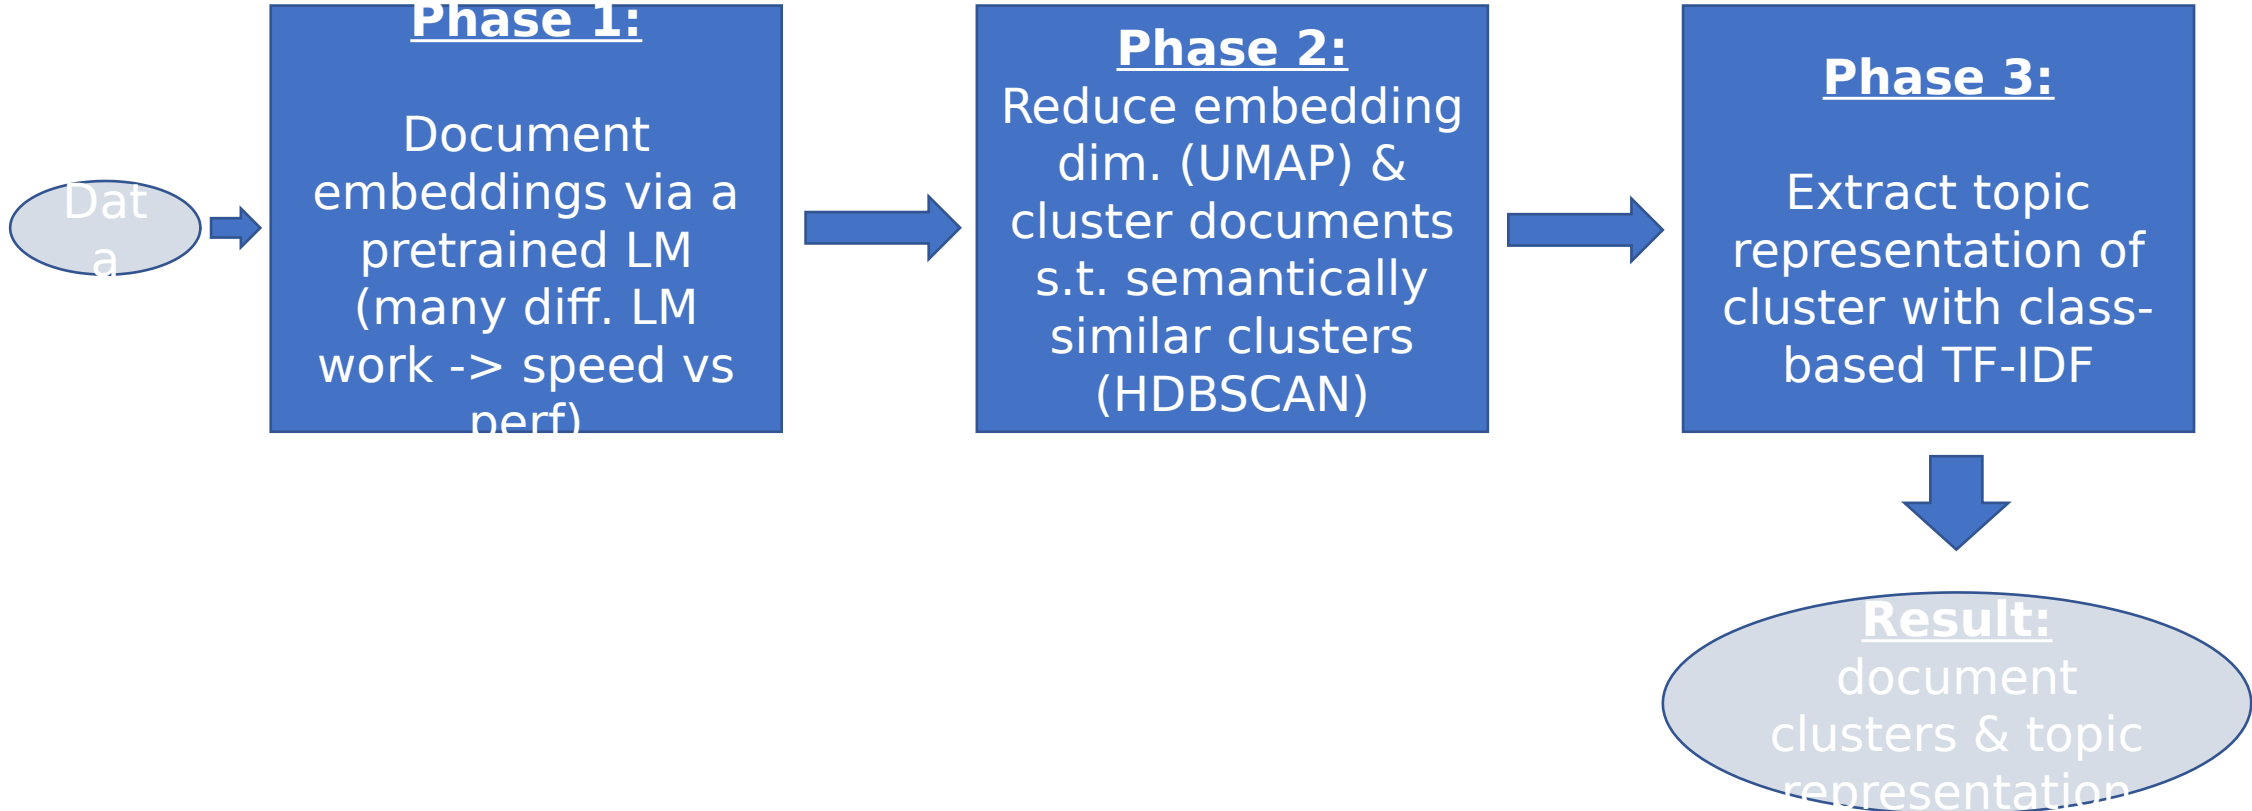 Dat
a
Phase 1:
Document
embeddings via a
pretrained LM
(many diff. LM
work -> speed vs
perf)
Phase 2:
Reduce embedding
dim. (UMAP) &
cluster documents
s.t. semantically
similar clusters
(HDBSCAN)
Phase 3:
Extract topic
representation of
cluster with class-
based TF-IDF
Result:
document
clusters & topic
representation